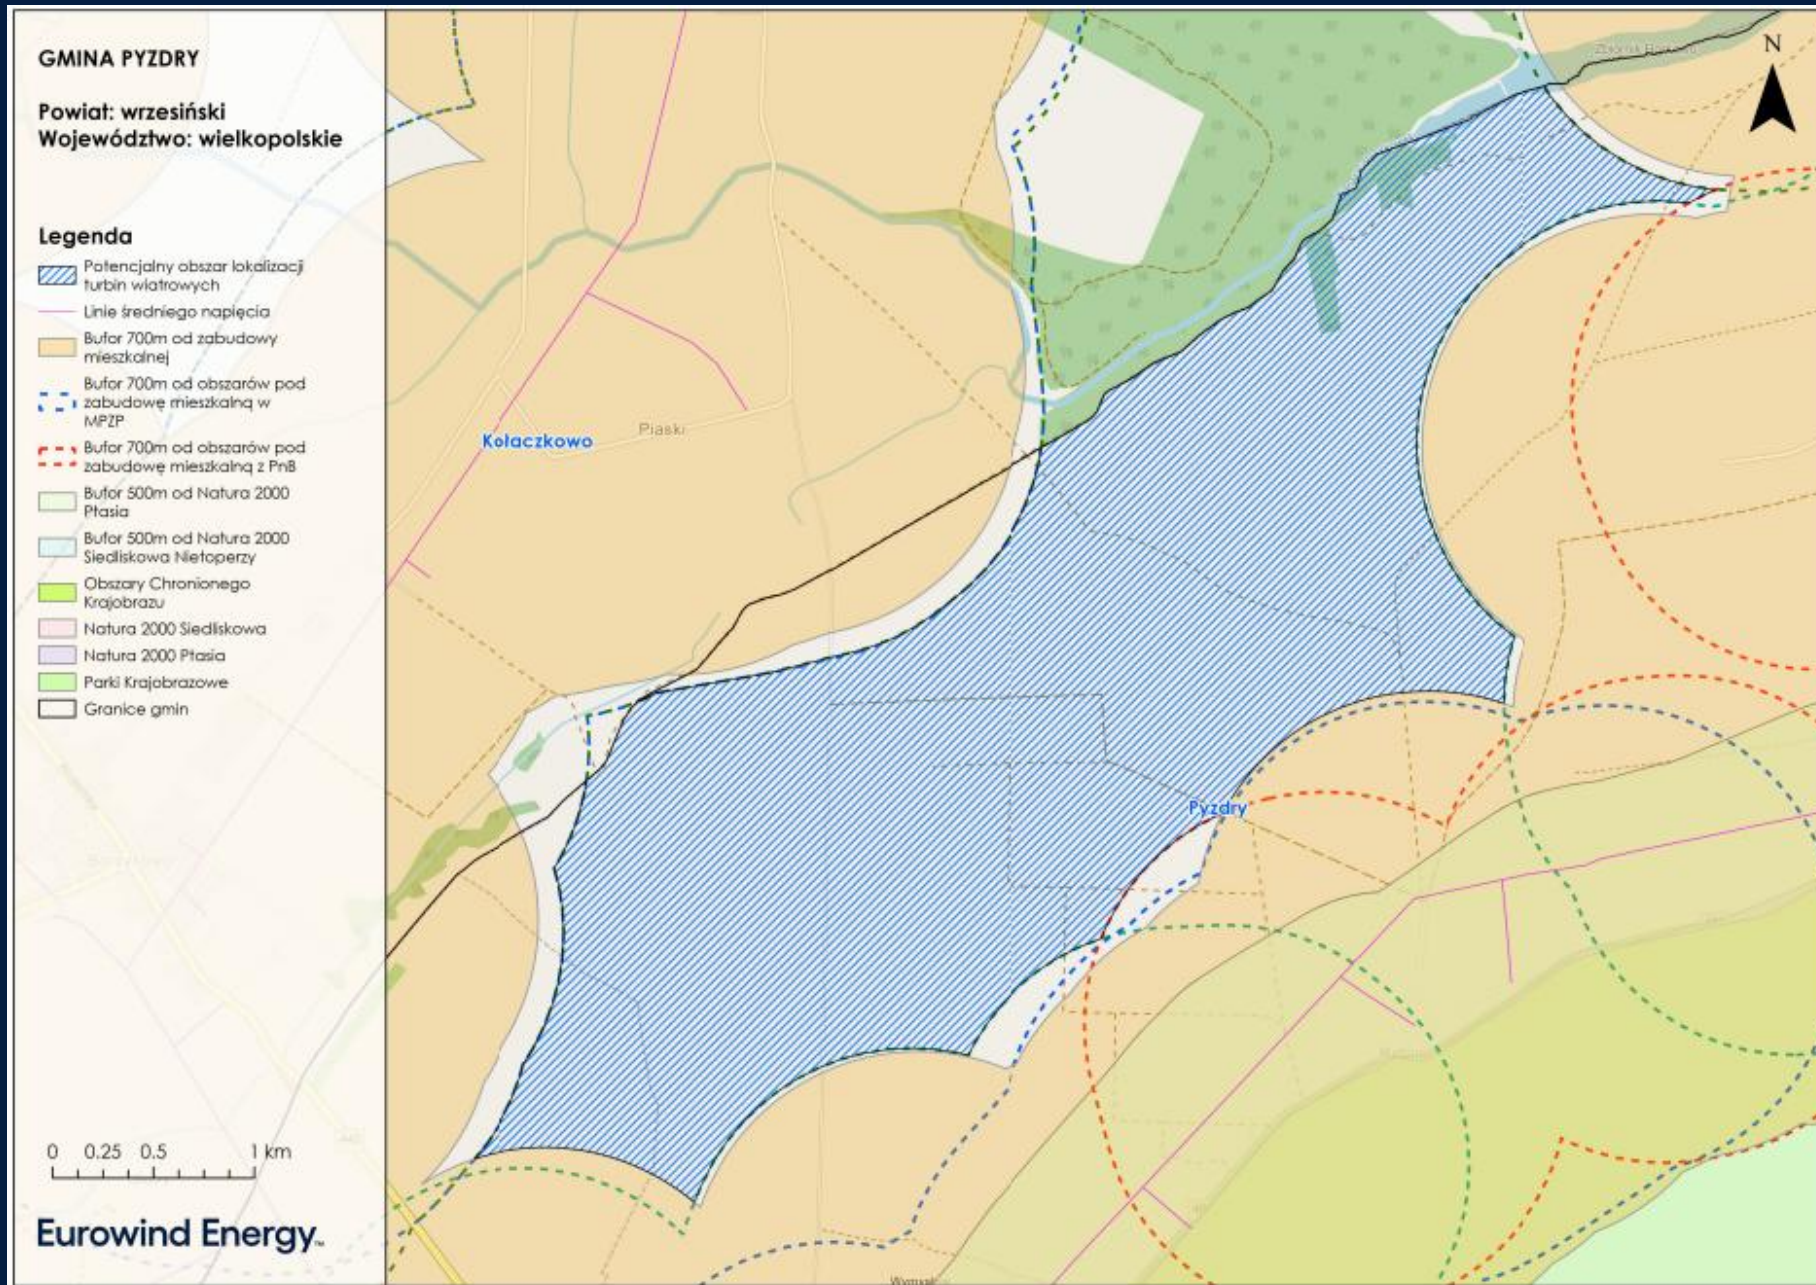 GMINA PYZDRY
Powiat: wrzesiński
Województwo: wielkopolskie
Legenda
Potencjalny obszar lokalizacji
turbin wiatrowych
Linie średniego napięcia
Bufor 700m od zabudowy
mieszkalnej
Bufor 700m od obszarów pod
zabudowę mieszkalną w
MPZP
Bufor 700m od obszarów pod
zabudowę mieszkalną z PnB
Bufor 500m od Natura 2000
Ptasia
Bufor 500m od Natura 2000
Siedliskowa Nietoperzy
Obszary Chronionego
Krajobrazu
Natura 2000 Siedliskowa
Natura 2000 Ptasia
Parki Krajobrazowe
Granice gmin
0 0.25 0.5 1 km
Eurowind Energy
N
Piaski
Kołaczkowo
Pyzdry